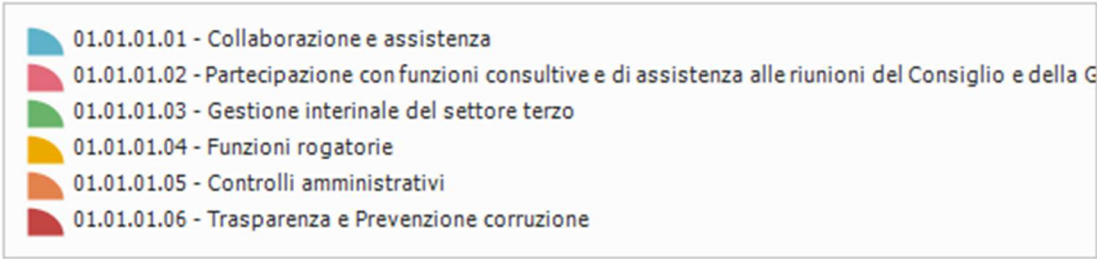 01.01.01.01 - Collaborazione e assistenza
01.01.01.02 - Partecipazione con funzioni consultive e di assistenza alle riunioni del Consiglio e della G
01.01.01.03 - Gestione interinale del settore terzo
01.01.01.04 - Funzioni rogatorie
01.01.01.05 - Controlli amministrativi
01.01.01.06 - Trasparenza e Prevenzione corruzione